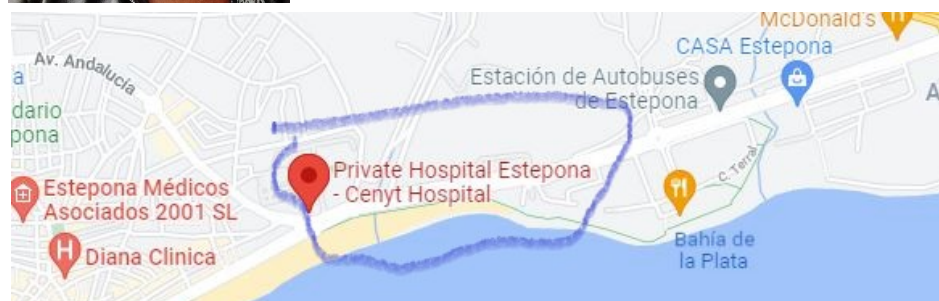 McDonald's
CASA Estepona
Av. Andalucía
Estación de Autobuses
de Estepona
a
dario
pona
A
Private Hospital Estepona
- Cenyt Hospital
C. Terral
Estepona Médicos
Asociados 2001 SL
H
Diana Clinica
Bahía de
la Plata